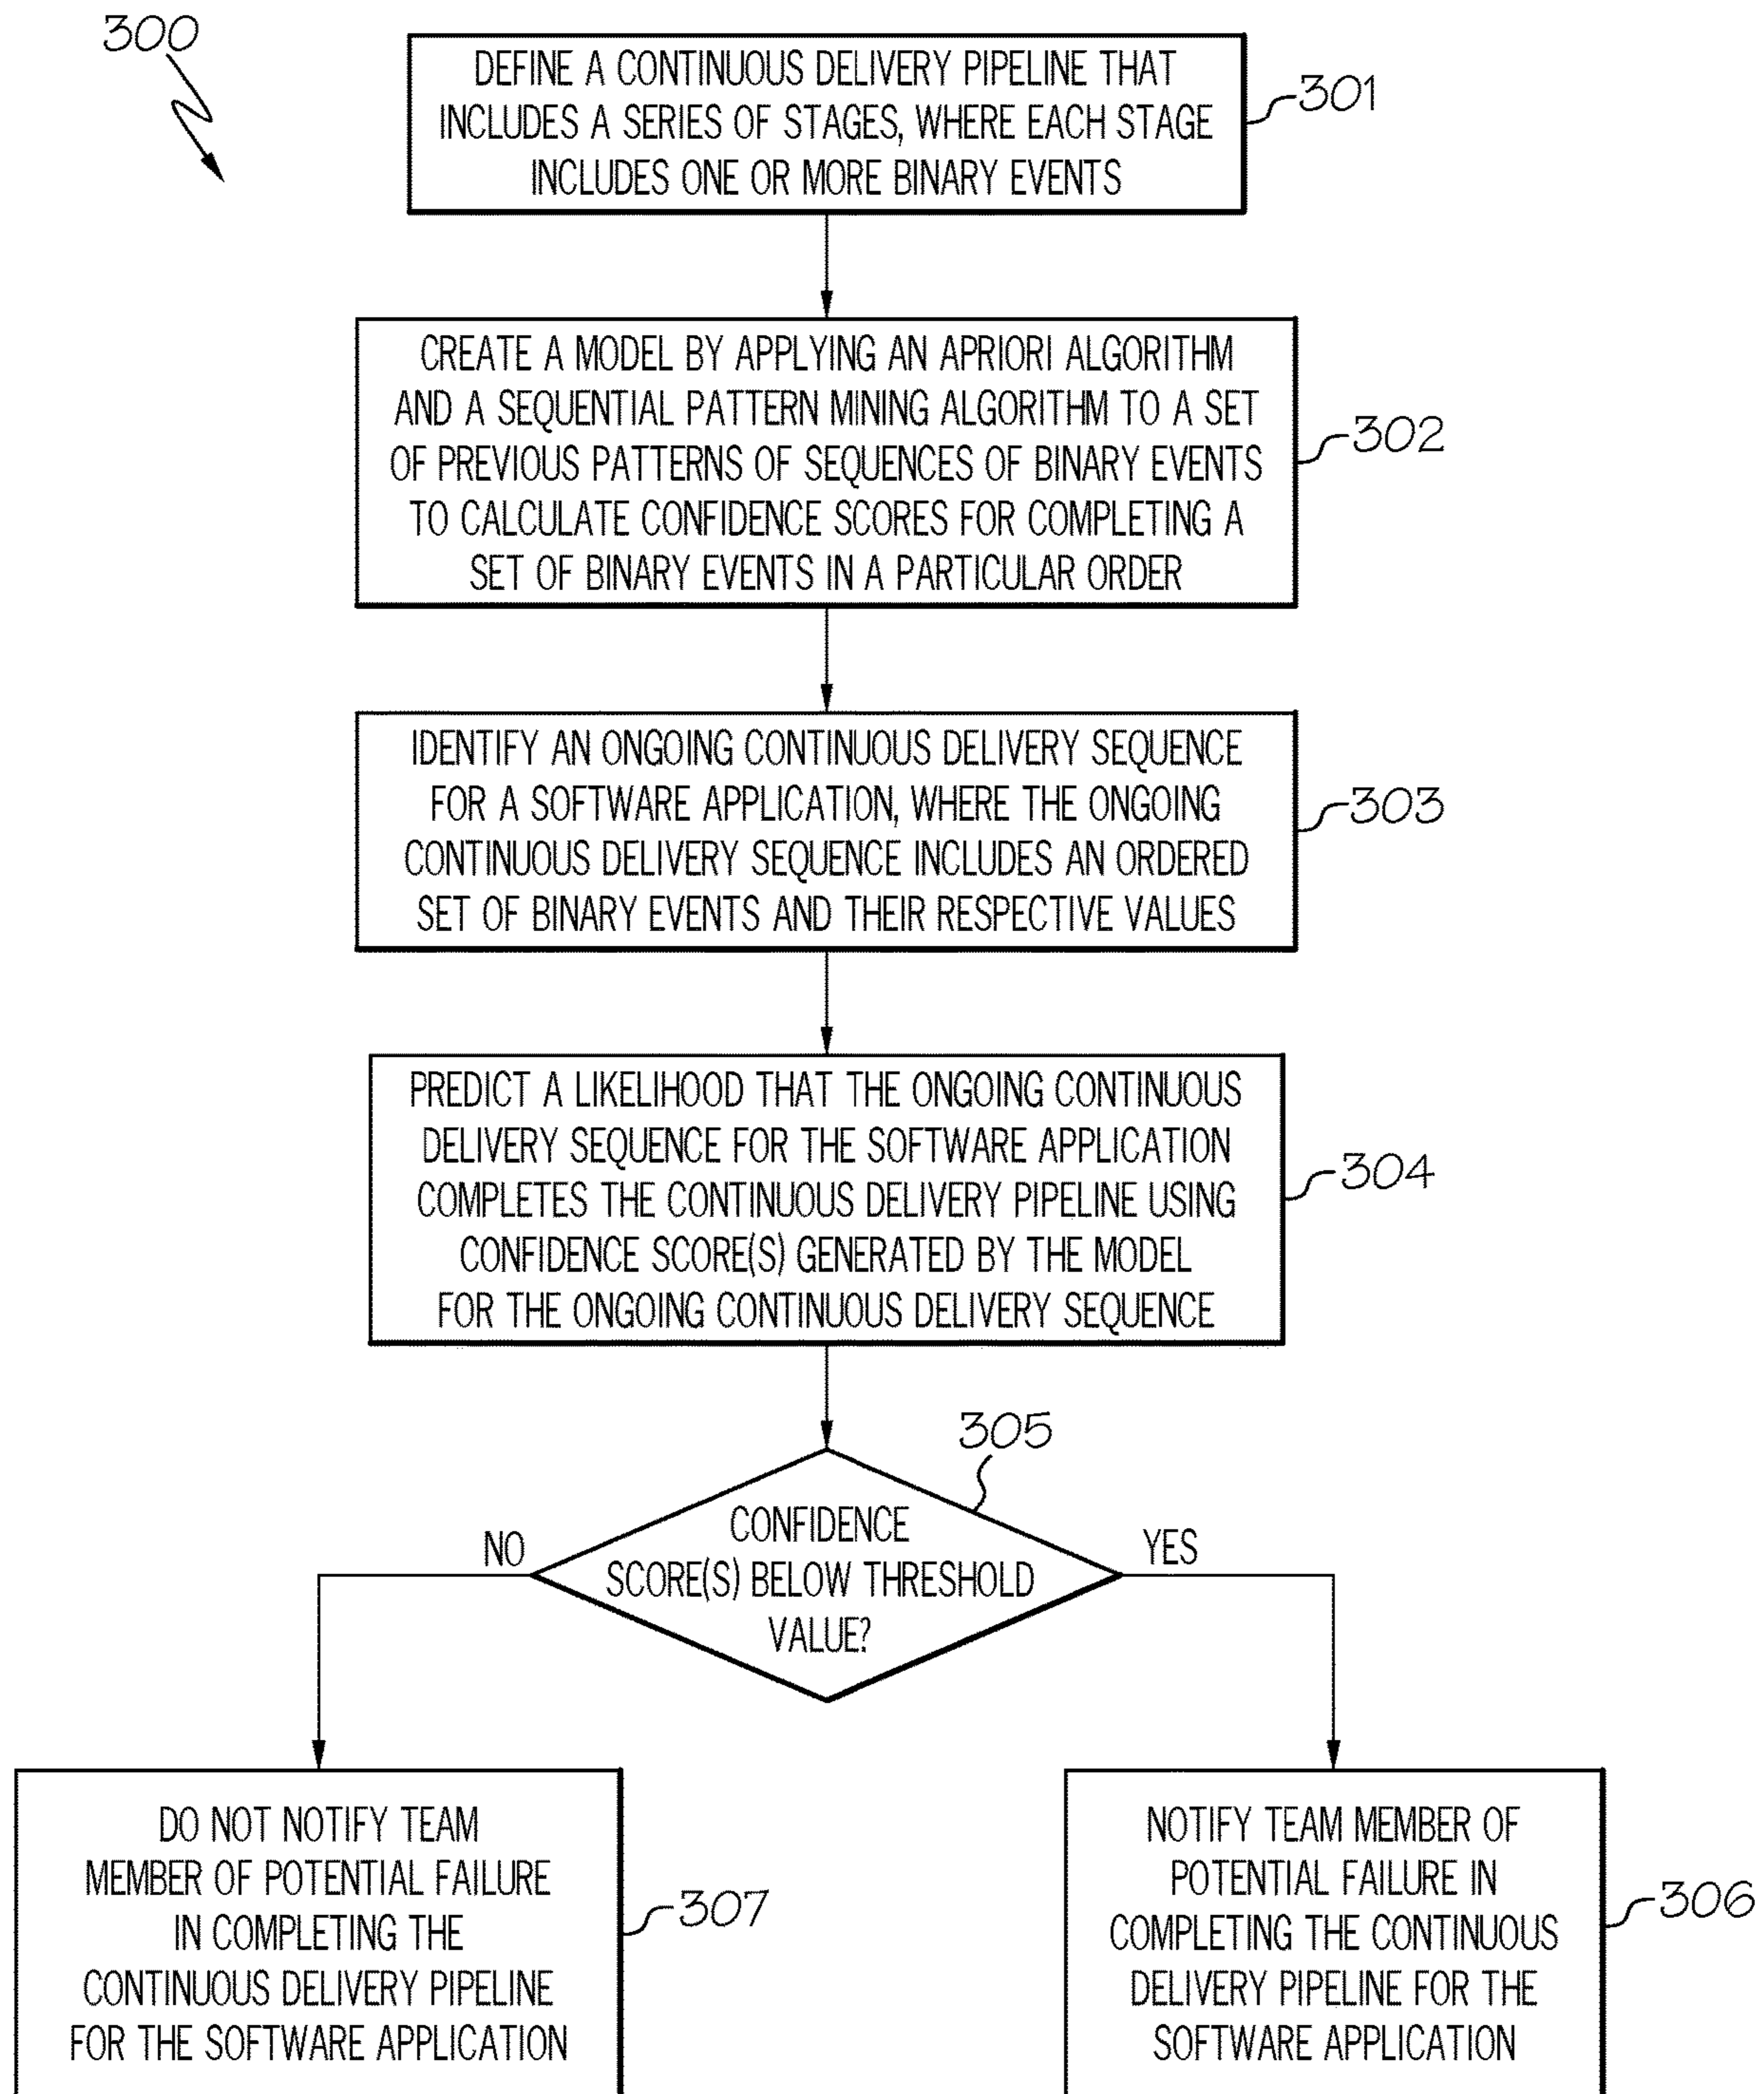 300
DEFINE A CONTINUOUS DELIVERY PIPELINE THAT
INCLUDES A SERIES OF STAGES, WHERE EACH STAGE
INCLUDES ONE OR MORE BINARY EVENTS
301
CREATE A MODEL BY APPLYING AN APRIORI ALGORITHM
AND A SEQUENTIAL PATTERN MINING ALGORITHM TO A SET
OF PREVIOUS PATTERNS OF SEQUENCES OF BINARY EVENTS
TO CALCULATE CONFIDENCE SCORES FOR COMPLETING A
SET OF BINARY EVENTS IN A PARTICULAR ORDER
302
IDENTIFY AN ONGOING CONTINUOUS DELIVERY SEQUENCE
FOR A SOFTWARE APPLICATION, WHERE THE ONGOING
CONTINUOUS DELIVERY SEQUENCE INCLUDES AN ORDERED
SET OF BINARY EVENTS AND THEIR RESPECTIVE VALUES
303
PREDICT A LIKELIHOOD THAT THE ONGOING CONTINUOUS
DELIVERY SEQUENCE FOR THE SOFTWARE APPLICATION
COMPLETES THE CONTINUOUS DELIVERY PIPELINE USING
CONFIDENCE SCORE(S) GENERATED BY THE MODEL
FOR THE ONGOING CONTINUOUS DELIVERY SEQUENCE
304
305
CONFIDENCE
SCORE(S) BELOW THRESHOLD
VALUE?
NO
YES
DO NOT NOTIFY TEAM
MEMBER OF POTENTIAL FAILURE
IN COMPLETING THE
CONTINUOUS DELIVERY PIPELINE
FOR THE SOFTWARE APPLICATION
307
NOTIFY TEAM MEMBER OF
POTENTIAL FAILURE IN
COMPLETING THE CONTINUOUS
DELIVERY PIPELINE FOR THE
SOFTWARE APPLICATION
306